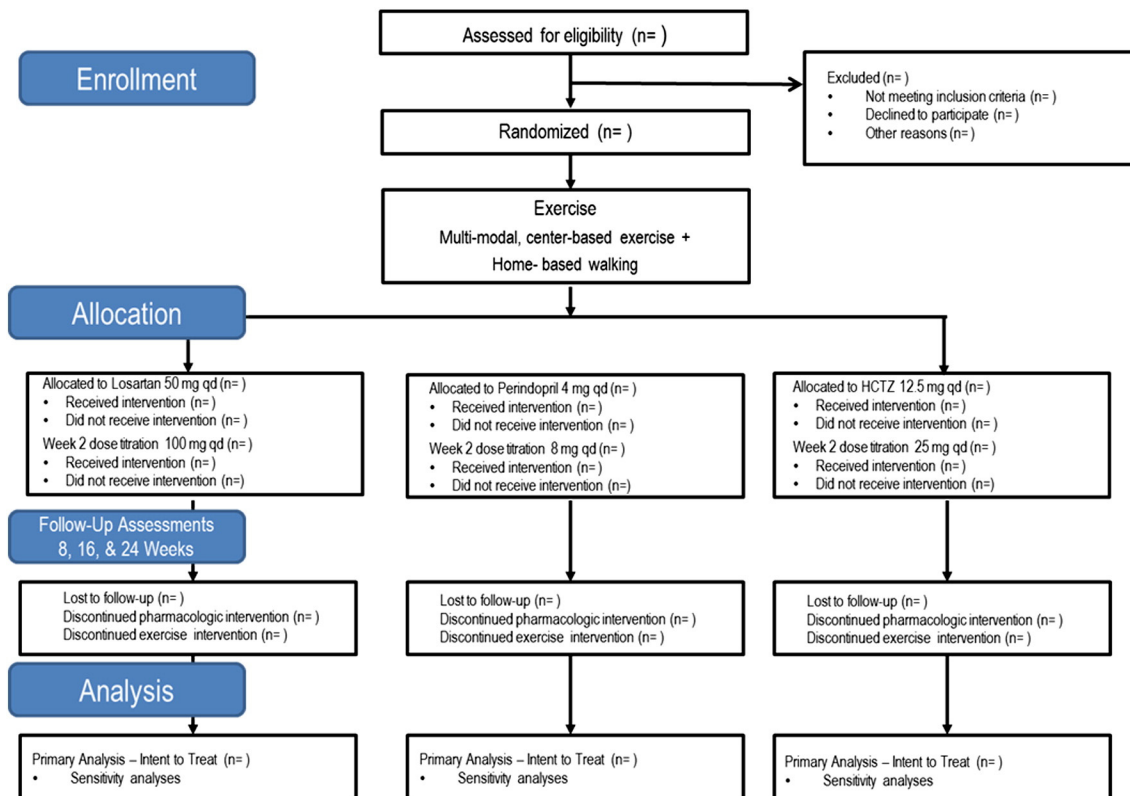 Assessed for eligibility (n= )
Enrollment
Excluded (n= )
• Not meeting inclusion criteria (n= )
• Declined to participate (n= )
• Other reasons (n= )
Randomized (n= )
Exercise
Multi-modal, center-based exercise +
Home- based walking
Allocation
Allocated to Losartan 50 mg qd (n= )
• Received intervention (n= )
• Did not receive intervention (n= )
Week 2 dose titration 100 mg qd (n= )
• Received intervention (n= )
• Did not receive intervention (n=)
Allocated to Perindopril 4 mg qd (n= )
• Received intervention (n= )
• Did not receive intervention (n= )
Week 2 dose titration 8 mg qd (n= )
• Received intervention (n= )
• Did not receive intervention (n=)
Allocated to HCTZ 12.5 mg qd (n= )
• Received intervention (n= )
• Did not receive intervention (n= )
Week 2 dose titration 25 mg qd (n= )
• Received intervention (n= )
• Did not receive intervention (n=)
Follow-Up Assessments
8, 16, & 24 Weeks
Lost to follow-up (n= )
Discontinued pharmacologic intervention (n= )
Discontinued exercise intervention (n= )
Lost to follow-up (n= )
Discontinued pharmacologic intervention (n= )
Discontinued exercise intervention (n= )
Lost to follow-up (n= )
Discontinued pharmacologic intervention (n= )
Discontinued exercise intervention (n= )
Analysis
Primary Analysis – Intent to Treat (n= )
• Sensitivity analyses
Primary Analysis – Intent to Treat (n= )
• Sensitivity analyses
Primary Analysis – Intent to Treat (n= )
• Sensitivity analyses